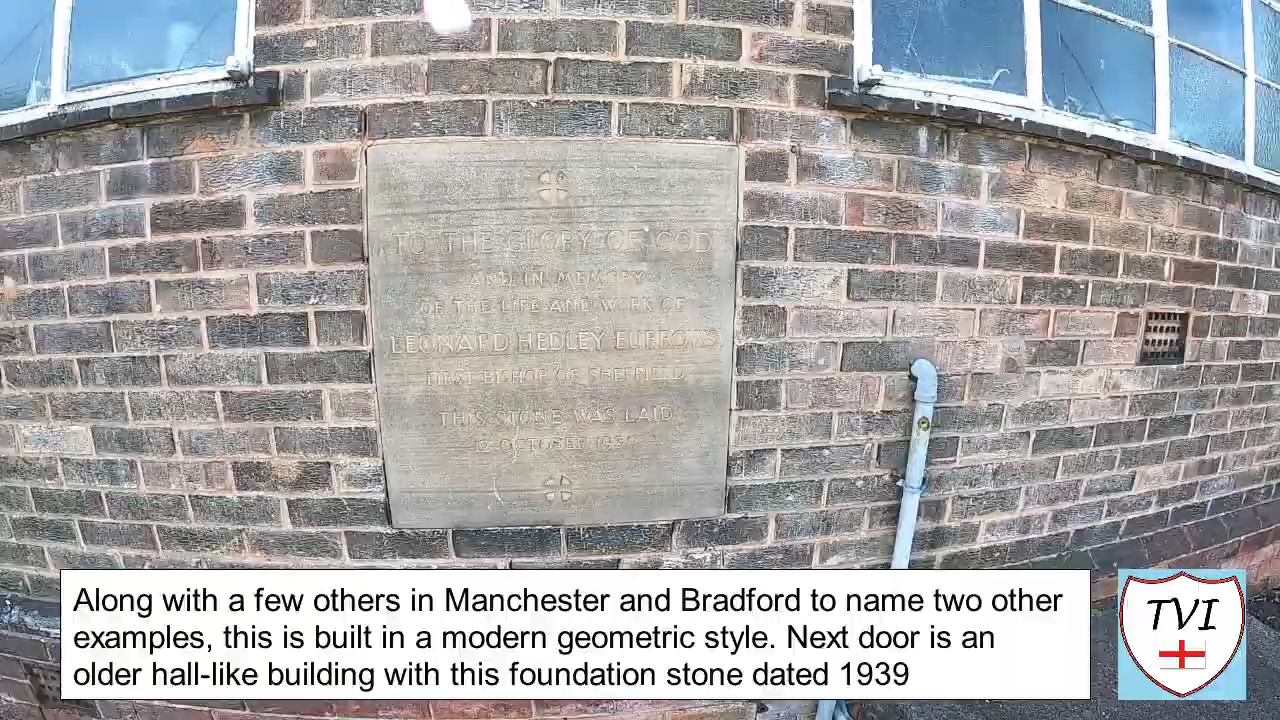 TO THE GLORY OF GOD
AND IN MEMORY
OF THE LIFE AND WORK OF
LEONARD HEDLEY BURROWS
FIRST BISHOP OF SHEFFIELD
THIS STONE WAS LAID
12 OCTOBER 1939
Along with a few others in Manchester and Bradford to name two other
examples, this is built in a modern geometric style. Next door is an
older hall-like building with this foundation stone dated 1939
TVI